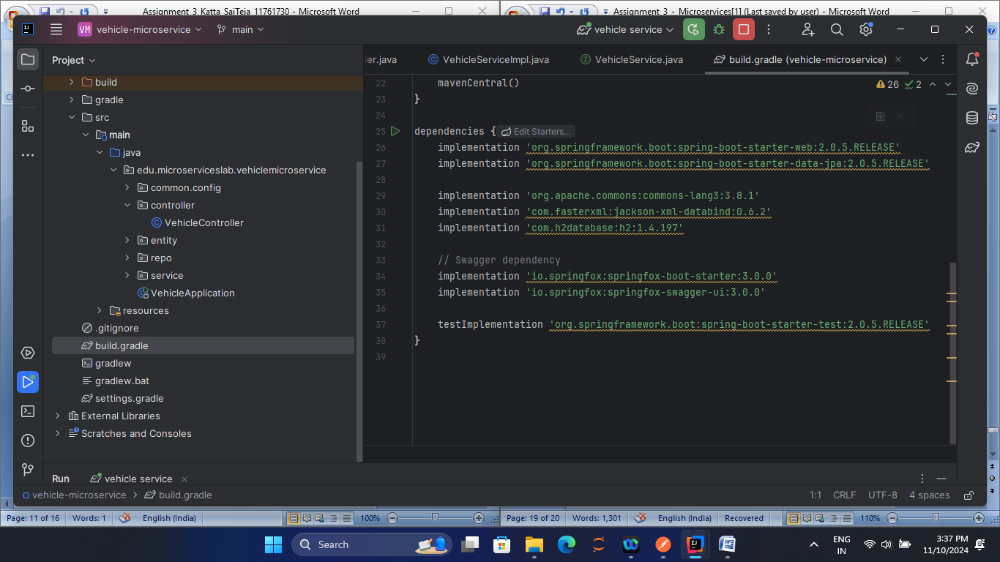 Assignment_3_Katta_SaiTeja_11761730 - Microsoft Word
Assignment_3_-_Microservices[1] (Last saved by user) - Microsoft Word
VM vehicle-microservice main vehicle service
Project
er.java VehicleServiceImpl.java VehicleService.java build.gradle (vehicle-microservice)
build
gradle
src
main
java
edu.microserviceslab.vehiclemicroservice
common.config
controller
VehicleController
entity
repo
service
VehicleApplication
resources
.gitignore
build.gradle
gradlew
gradlew.bat
settings.gradle
External Libraries
Scratches and Consoles
26 2
22 mavenCentral()
23 }
24
25 dependencies { Edit Starters...
26 implementation 'org.springframework.boot:spring-boot-starter-web:2.0.5.RELEASE'
27 implementation 'org.springframework.boot:spring-boot-starter-data-jpa:2.0.5.RELEASE'
28
29 implementation 'org.apache.commons:commons-lang3:3.8.1'
30 implementation 'com.fasterxml:jackson-xml-databind:0.6.2'
31 implementation 'com.h2database:h2:1.4.197'
32
33 // Swagger dependency
34 implementation 'io.springfox:springfox-boot-starter:3.0.0'
35 implementation 'io.springfox:springfox-swagger-ui:3.0.0'
36
37 testImplementation 'org.springframework.boot:spring-boot-starter-test:2.0.5.RELEASE'
38 }
39
Run vehicle service
vehicle-microservice > build.gradle 1:1 CRLF UTF-8 4 spaces
Page: 11 of 16 Words: 1 English (India) 100%
Page: 19 of 20 Words: 1,301 English (India) Recovered 110%
Search
ENG
IN
3:37 PM
11/10/2024